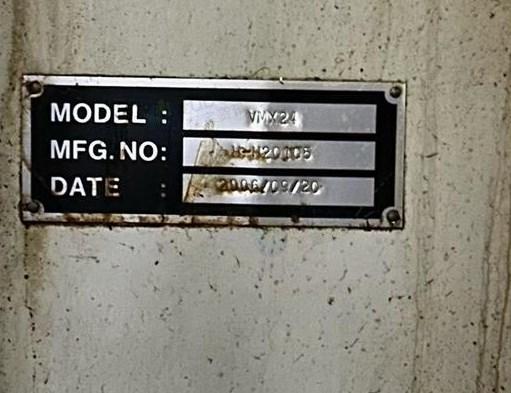 MODEL : VMX24
MFG. NO:
DATE : 2006/09/20